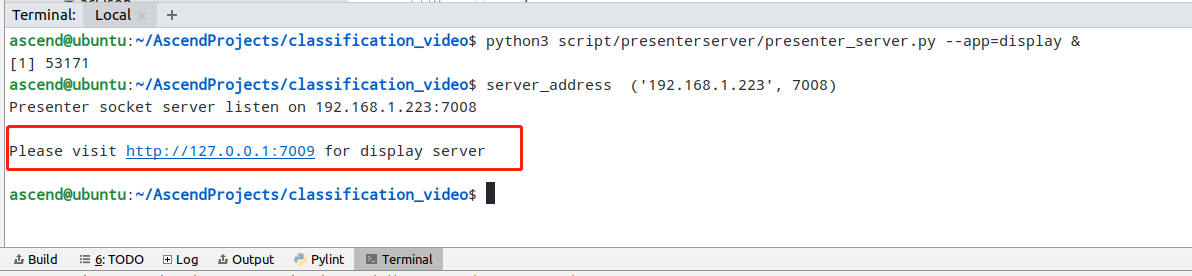 Terminal: Local × +
ascend@ubuntu:~/AscendProjects/classification_video$ python3 script/presenterserver/presenter_server.py --app=display &
[1] 53171
ascend@ubuntu:~/AscendProjects/classification_video$ server_address  ('192.168.1.223', 7008)
Presenter socket server listen on 192.168.1.223:7008
Please visit http://127.0.0.1:7009 for display server
ascend@ubuntu:~/AscendProjects/classification_video$
Build 6: TODO Log Output Pylint Terminal